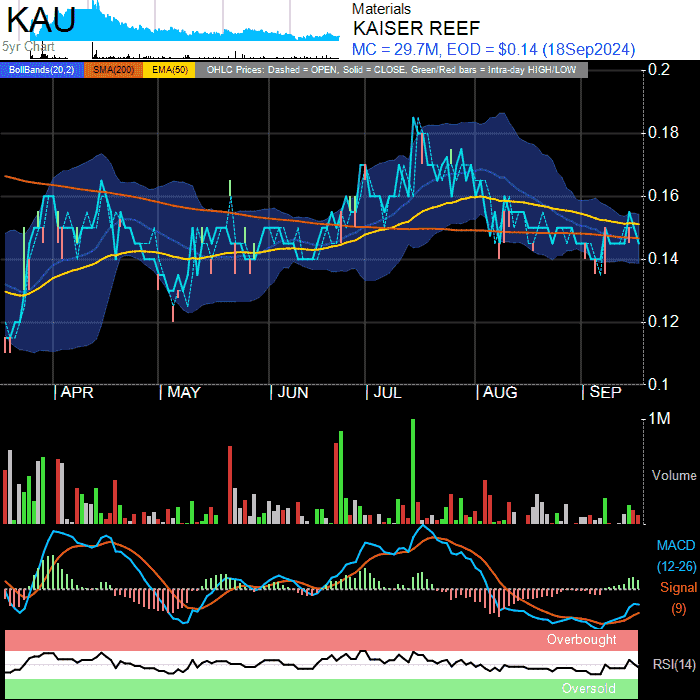 KAU
5yr Chart
Materials
KAISER REEF
MC = 29.7M, EOD = $0.14 (18Sep2024)
BollBands(20,2) SMA(200) EMA(50) OHLC Prices: Dashed = OPEN, Solid = CLOSE, Green/Red bars = Intra-day HIGH/LOW
0.2
0.18
0.16
0.14
0.12
0.1
APR MAY JUN JUL AUG SEP
1M
Volume
MACD
(12-26)
Signal
(9)
Overbought
RSI(14)
Oversold